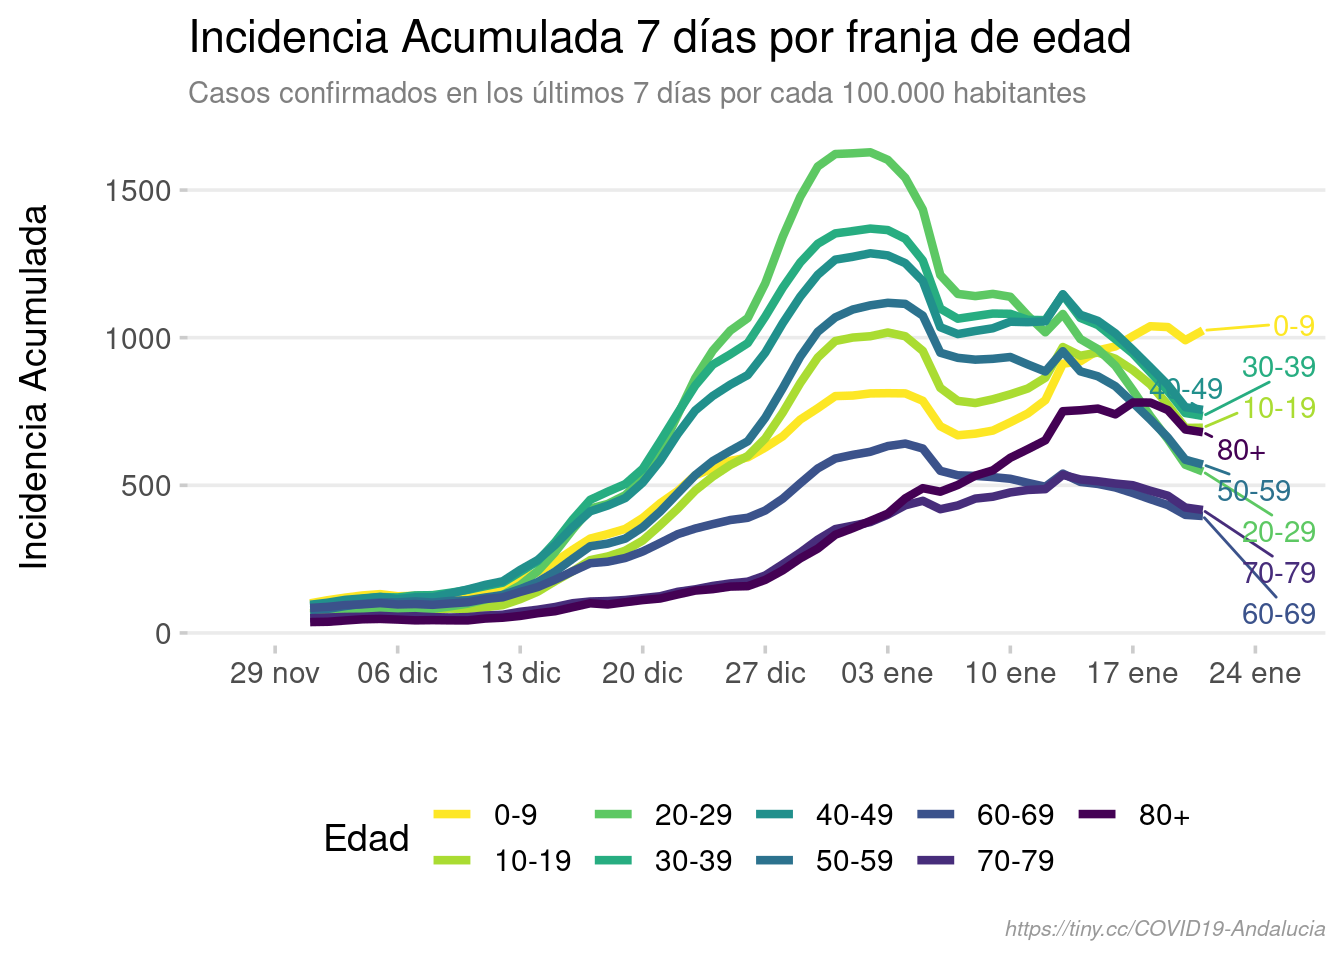 Incidencia Acumulada 7 días por franja de edad
Casos confirmados en los últimos 7 días por cada 100.000 habitantes
Incidencia Acumulada
1500
1000
500
0
0-9
30-39
40-49
10-19
80+
50-59
20-29
70-79
60-69
29 nov 06 dic 13 dic 20 dic 27 dic 03 ene 10 ene 17 ene 24 ene
Edad
0-9 20-29 40-49 60-69 80+
10-19 30-39 50-59 70-79
https://tiny.cc/COVID19-Andalucia